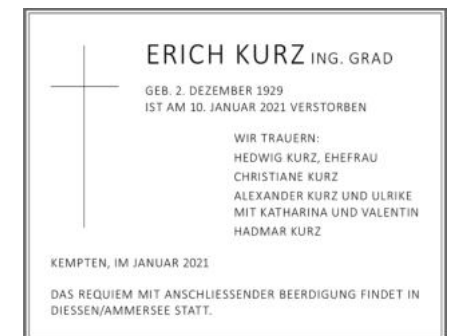 ERICH KURZ ING. GRAD
GEB. 2. DEZEMBER 1929
IST AM 10. JANUAR 2021 VERSTORBEN
WIR TRAUERN:
HEDWIG KURZ, EHEFRAU
CHRISTIANE KURZ
ALEXANDER KURZ UND ULRIKE
MIT KATHARINA UND VALENTIN
HADMAR KURZ
KEMPTEN, IM JANUAR 2021
DAS REQUIEM MIT ANSCHLIESSENDER BEERDIGUNG FINDET IN
DIESSEN/AMMERSEE STATT.